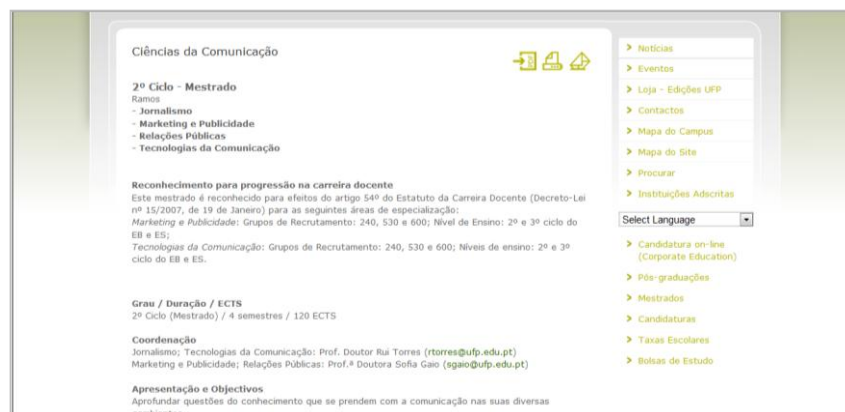 Ciências da Comunicação
2º Ciclo - Mestrado
Ramos
- Jornalismo
- Marketing e Publicidade
- Relações Públicas
- Tecnologias da Comunicação
Reconhecimento para progressão na carreira docente
Este mestrado é reconhecido para efeitos do artigo 54º do Estatuto da Carreira Docente (Decreto-Lei
nº 15/2007, de 19 de Janeiro) para as seguintes áreas de especialização:
Marketing e Publicidade: Grupos de Recrutamento: 240, 530 e 600; Nível de Ensino: 2º e 3º ciclo do
EB e ES;
Tecnologias da Comunicação: Grupos de Recrutamento: 240, 530 e 600; Níveis de ensino: 2º e 3º
ciclo do EB e ES.
Grau / Duração / ECTS
2º Ciclo (Mestrado) / 4 semestres / 120 ECTS
Coordenação
Jornalismo; Tecnologias da Comunicação: Prof. Doutor Rui Torres (rtorres@ufp.edu.pt)
Marketing e Publicidade; Relações Públicas: Prof.ª Doutora Sofia Gaio (sgaio@ufp.edu.pt)
Apresentação e Objectivos
Aprofundar questões do conhecimento que se prendem com a comunicação nas suas diversas
Notícias
Eventos
Loja - Edições UFP
Contactos
Mapa do Campus
Mapa do Site
Procurar
Instituições Adscritas
Select Language
Candidatura on-line
(Corporate Education)
Pós-graduações
Mestrados
Candidaturas
Taxas Escolares
Bolsas de Estudo